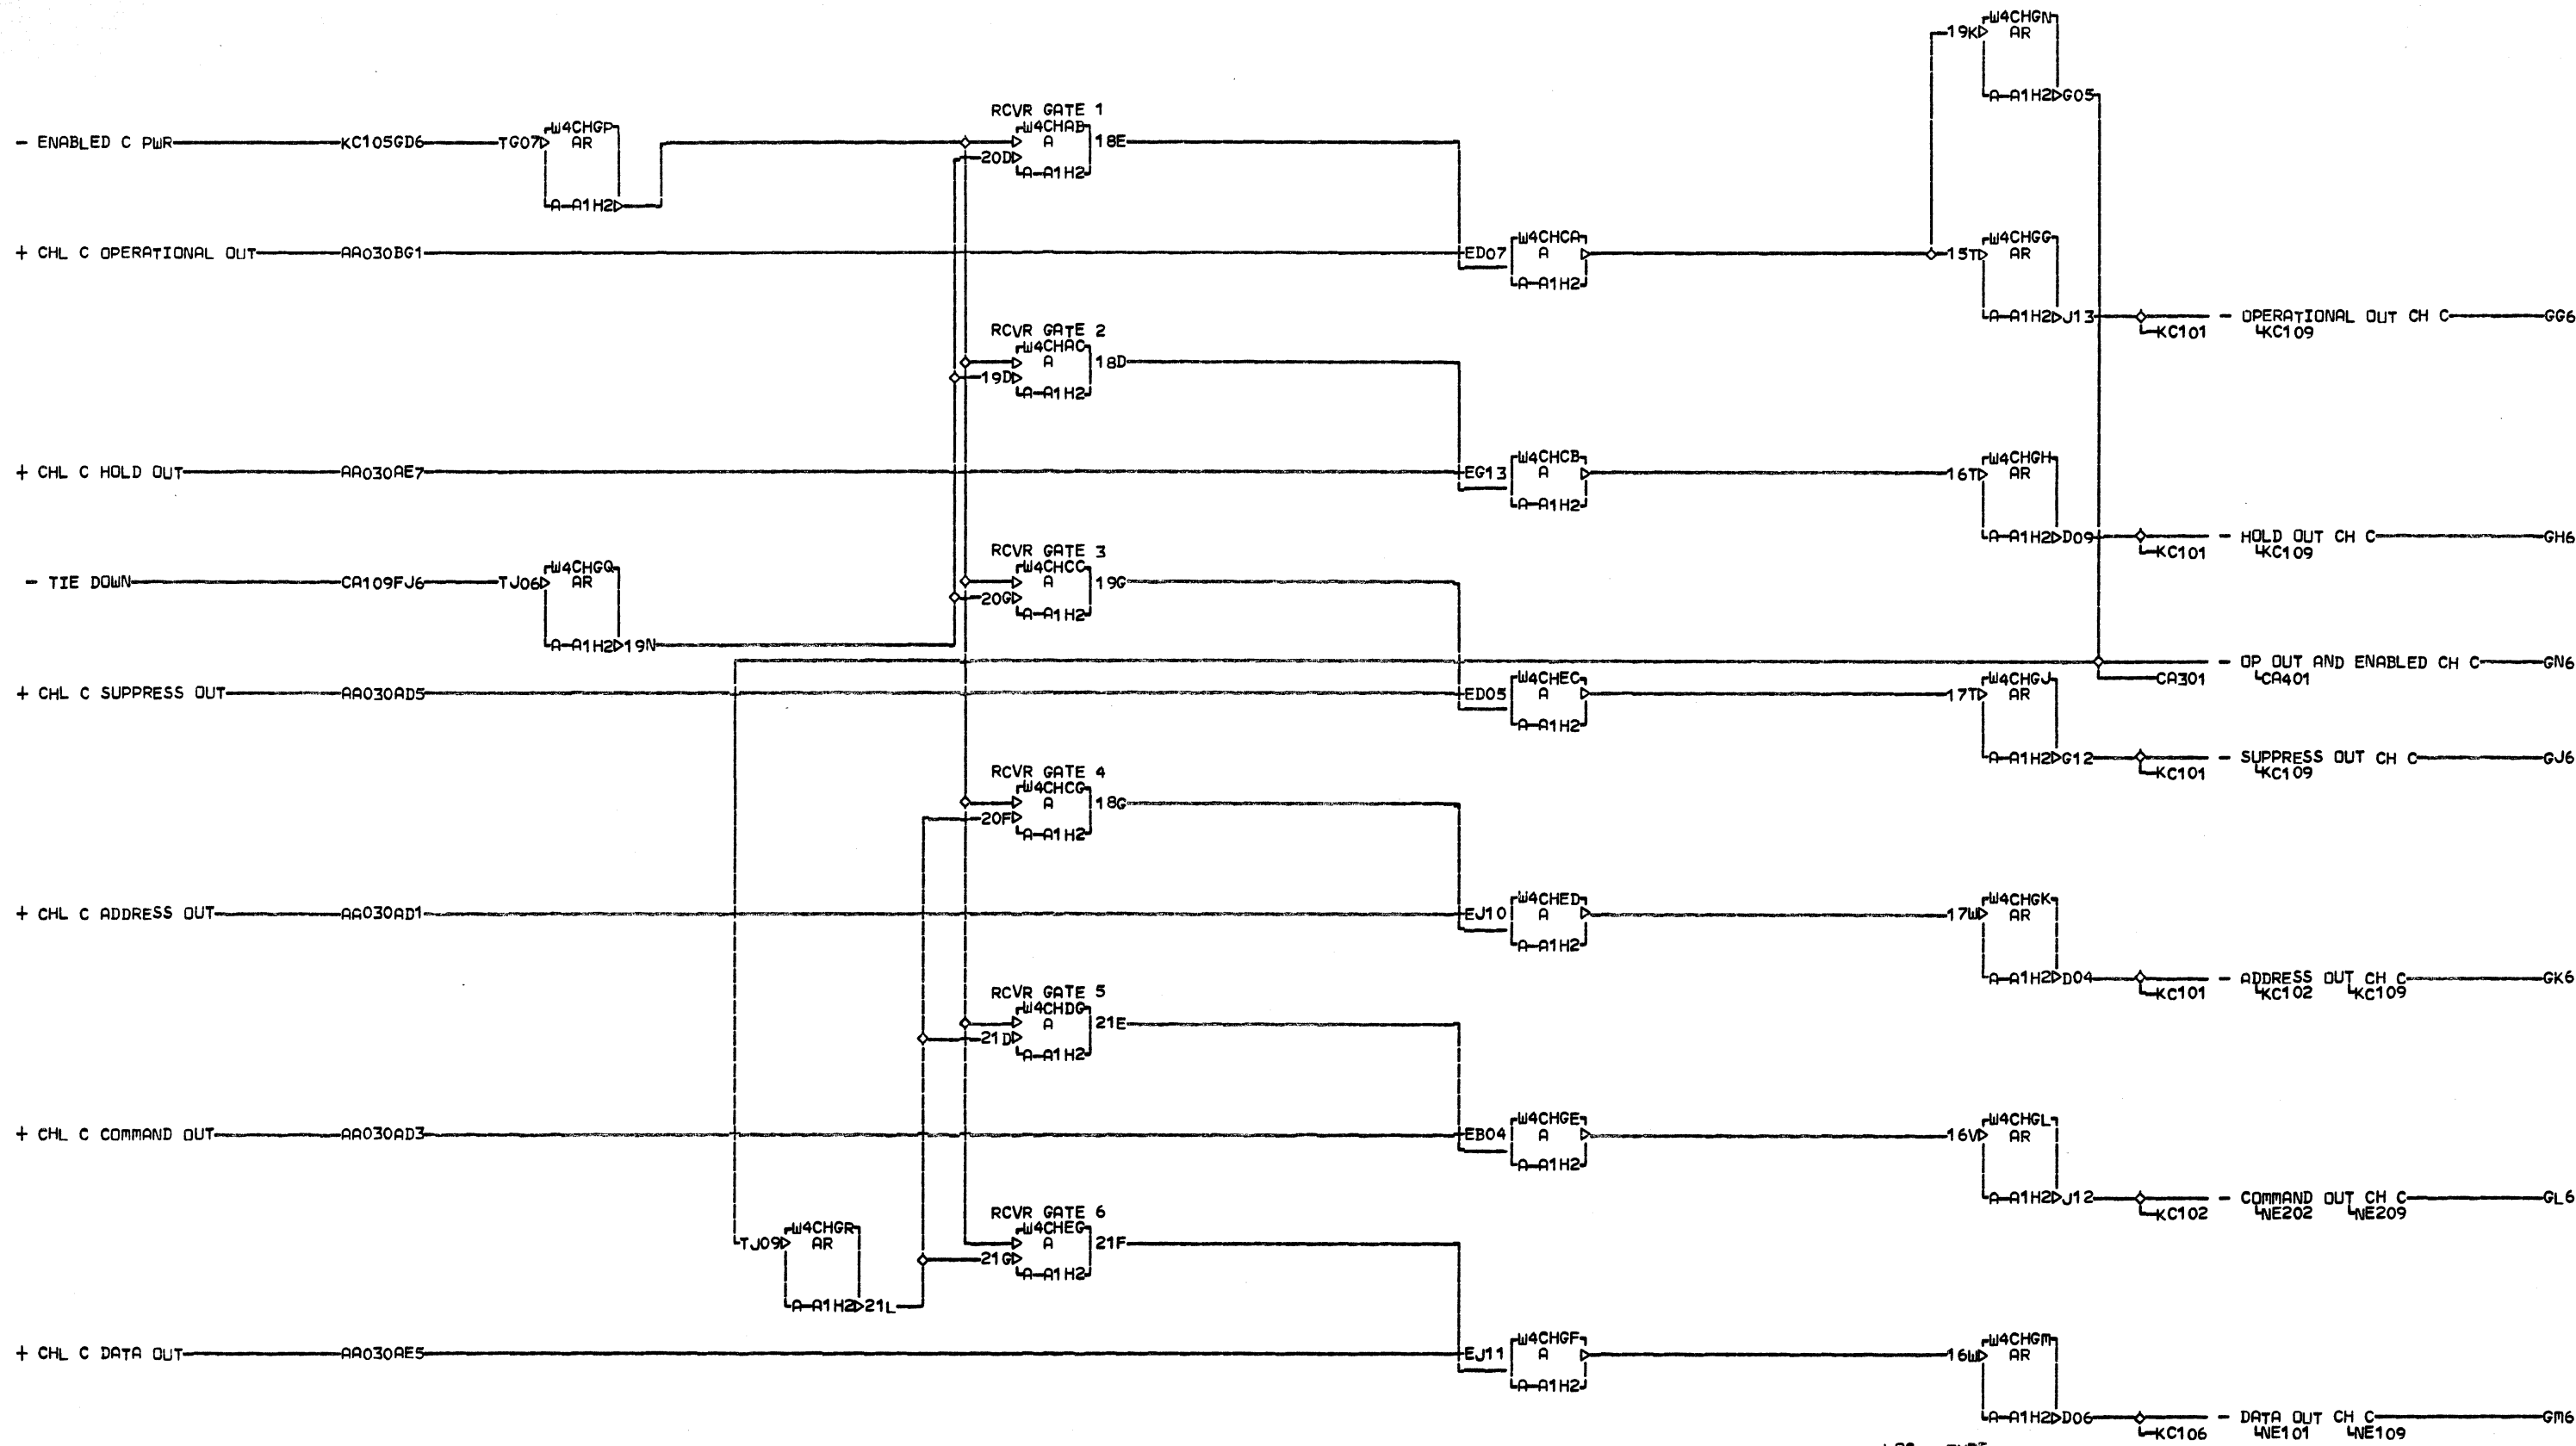 W4CHGN
19K AR
A-A1H2 G05
RCVR GATE 1
- ENABLED C PWR KC105GD6 TG07 W4CHGP AR
A-A1H2
W4CHAB
A 18E
20D
A-A1H2
+ CHL C OPERATIONAL OUT AA030BG1 ED07 W4CHCA A
A-A1H2
15T W4CHGG AR
A-A1H2 J13 - OPERATIONAL OUT CH C GG6
KC101 KC109
RCVR GATE 2
W4CHAC
A 18D
19D
A-A1H2
+ CHL C HOLD OUT AA030AE7 EG13 W4CHCB A
A-A1H2
16T W4CHGH AR
A-A1H2 D09 - HOLD OUT CH C GH6
KC101 KC109
RCVR GATE 3
W4CHCC
A 19G
20G
A-A1H2
- TIE DOWN CA109FJ6 TJ06 W4CHGQ AR
A-A1H2 19N
- OP OUT AND ENABLED CH C GN6
CA301 CA401
+ CHL C SUPPRESS OUT AA030AD5 ED05 W4CHEC A
A-A1H2
17T W4CHGJ AR
A-A1H2 G12 - SUPPRESS OUT CH C GJ6
KC101 KC109
RCVR GATE 4
W4CHCG
A 18G
20F
A-A1H2
+ CHL C ADDRESS OUT AA030AD1 EJ10 W4CHED A
A-A1H2
17W W4CHGK AR
A-A1H2 D04 - ADDRESS OUT CH C GK6
KC101 KC102 KC109
RCVR GATE 5
W4CHDG
A 21E
21D
A-A1H2
+ CHL C COMMAND OUT AA030AD3 EB04 W4CHGE A
A-A1H2
16V W4CHGL AR
A-A1H2 J12 - COMMAND OUT CH C GL6
KC102 NE202 NE209
RCVR GATE 6
W4CHEG
A 21F
21G
A-A1H2
TJ09 W4CHGR AR
A-A1H2 21L
+ CHL C DATA OUT AA030AE5 EJ11 W4CHGF A
A-A1H2
16W W4CHGM AR
A-A1H2 D06 - DATA OUT CH C GM6
KC106 NE101 NE109